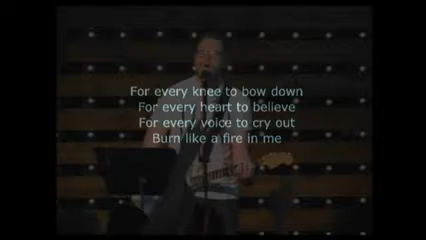 For every knee to bow down
For every heart to believe
For every voice to cry out
Burn like a fire in me